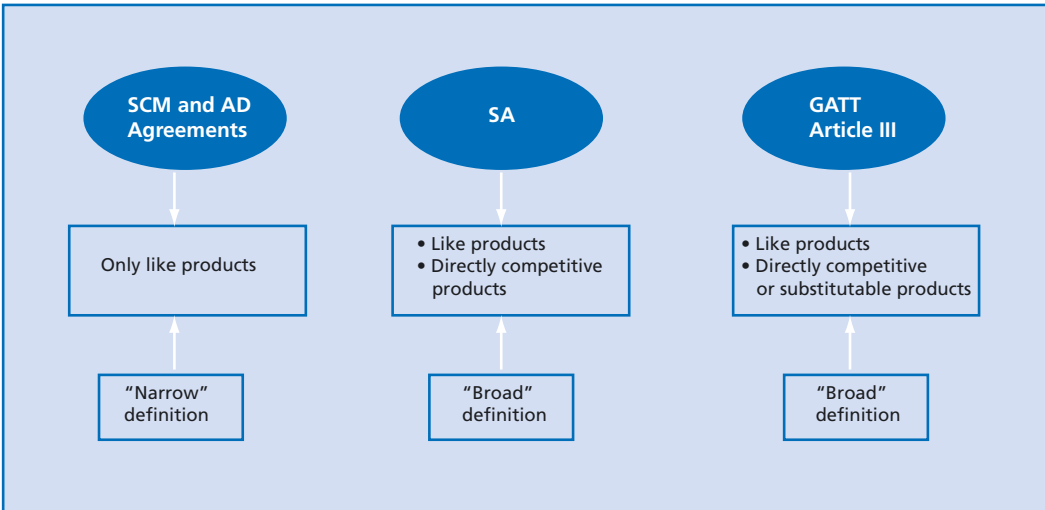 SCM and AD
Agreements
SA
GATT
Article III
Only like products
• Like products
• Directly competitive
products
• Like products
• Directly competitive
or substitutable products
“Narrow”
definition
“Broad”
definition
“Broad”
definition